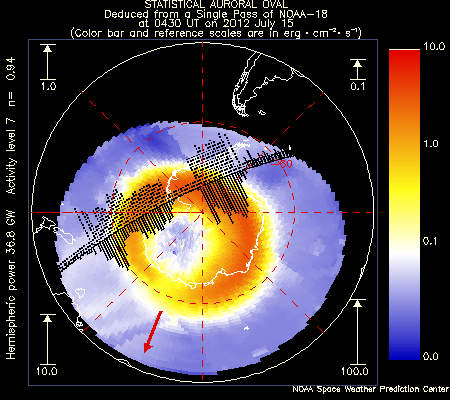 STATISTICAL AURORAL OVAL
Deduced from a Single Pass of NOAA-18
at 0430 UT on 2012 July 15
(Color bar and reference scales are in erg·cm⁻²·s⁻¹)
1.0
0.1
10.0
1.0
0.1
0.0
Hemispheric power 36.8 GW Activity level 7 n= 0.94
10.0
100.0
NOAA Space Weather Prediction Center